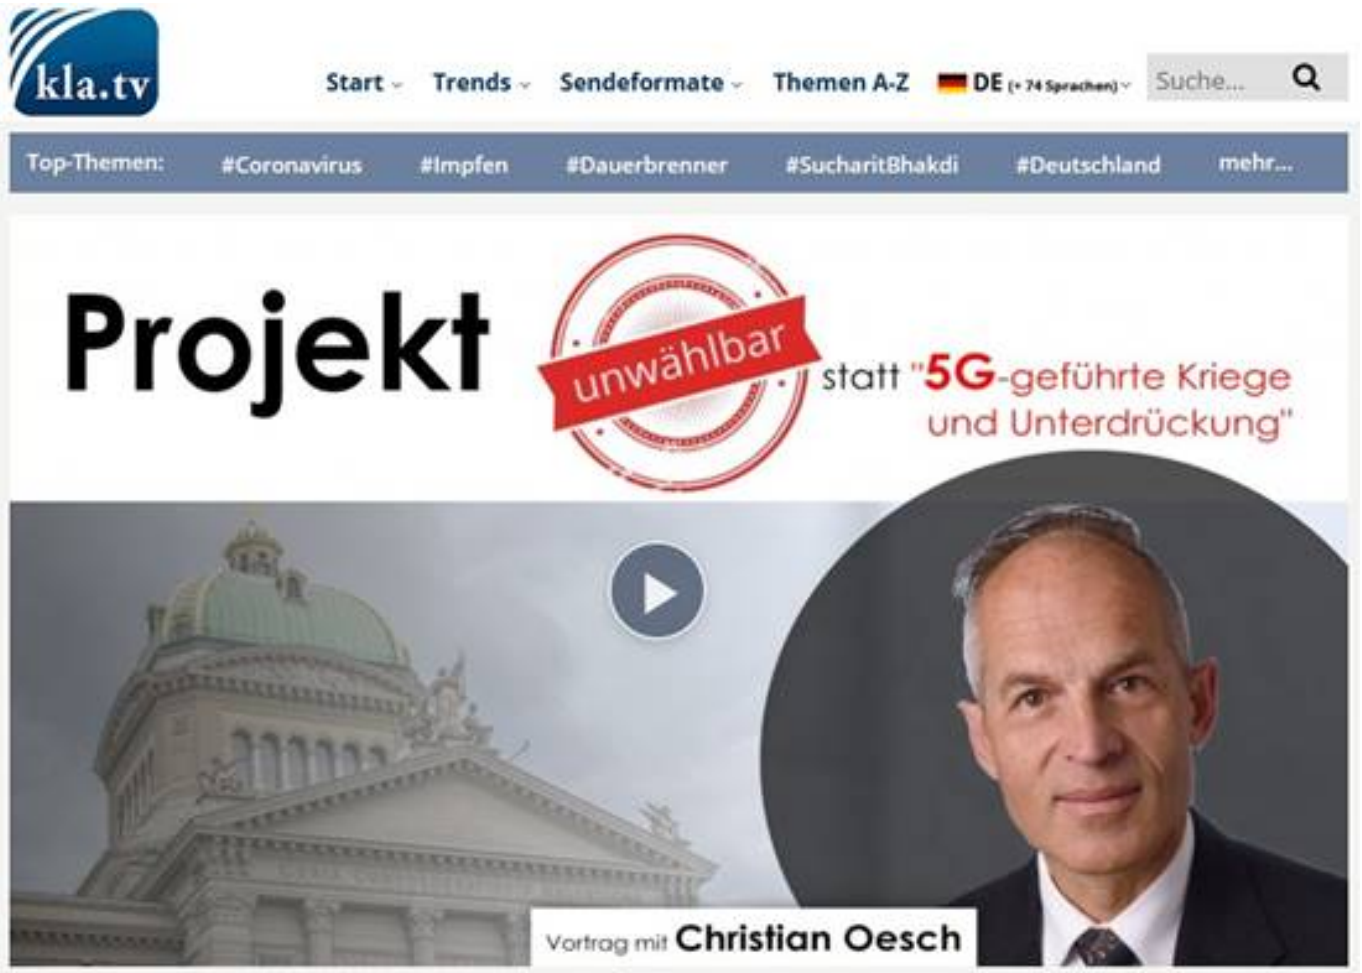 kla.tv
Start Trends Sendeformate Themen A-Z DE (+ 74 Sprachen) Suche...
Top-Themen: #Coronavirus #Impfen #Dauerbrenner #SucharitBhakdi #Deutschland mehr...
Projekt
unwählbar
statt "5G-geführte Kriege
und Unterdrückung"
Vortrag mit Christian Oesch